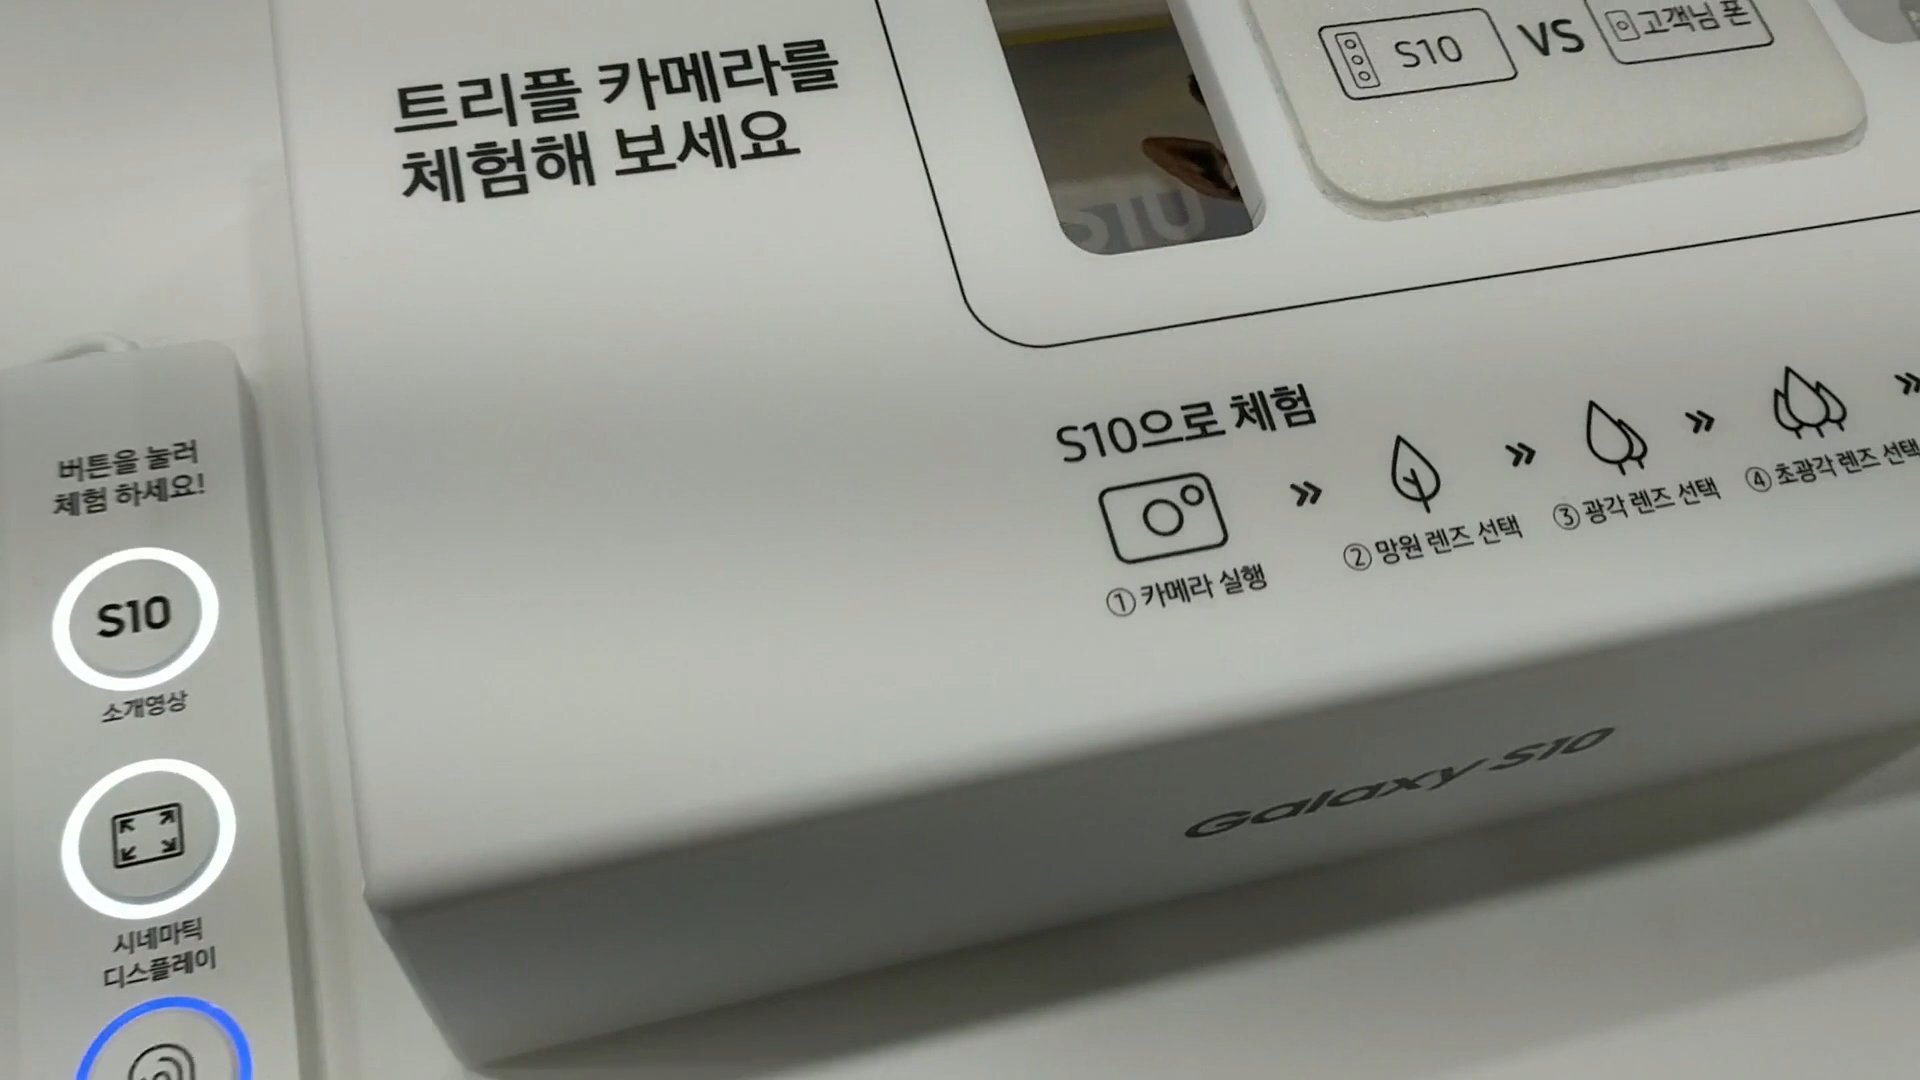 트리플 카메라를
체험해 보세요
S10 VS 고객님 폰
S10
S10으로 체험
① 카메라 실행
② 망원 렌즈 선택
③ 광각 렌즈 선택
④ 초광각 렌즈 선택
Galaxy S10
버튼을 눌러
체험 하세요!
S10
소개영상
시네마틱
디스플레이